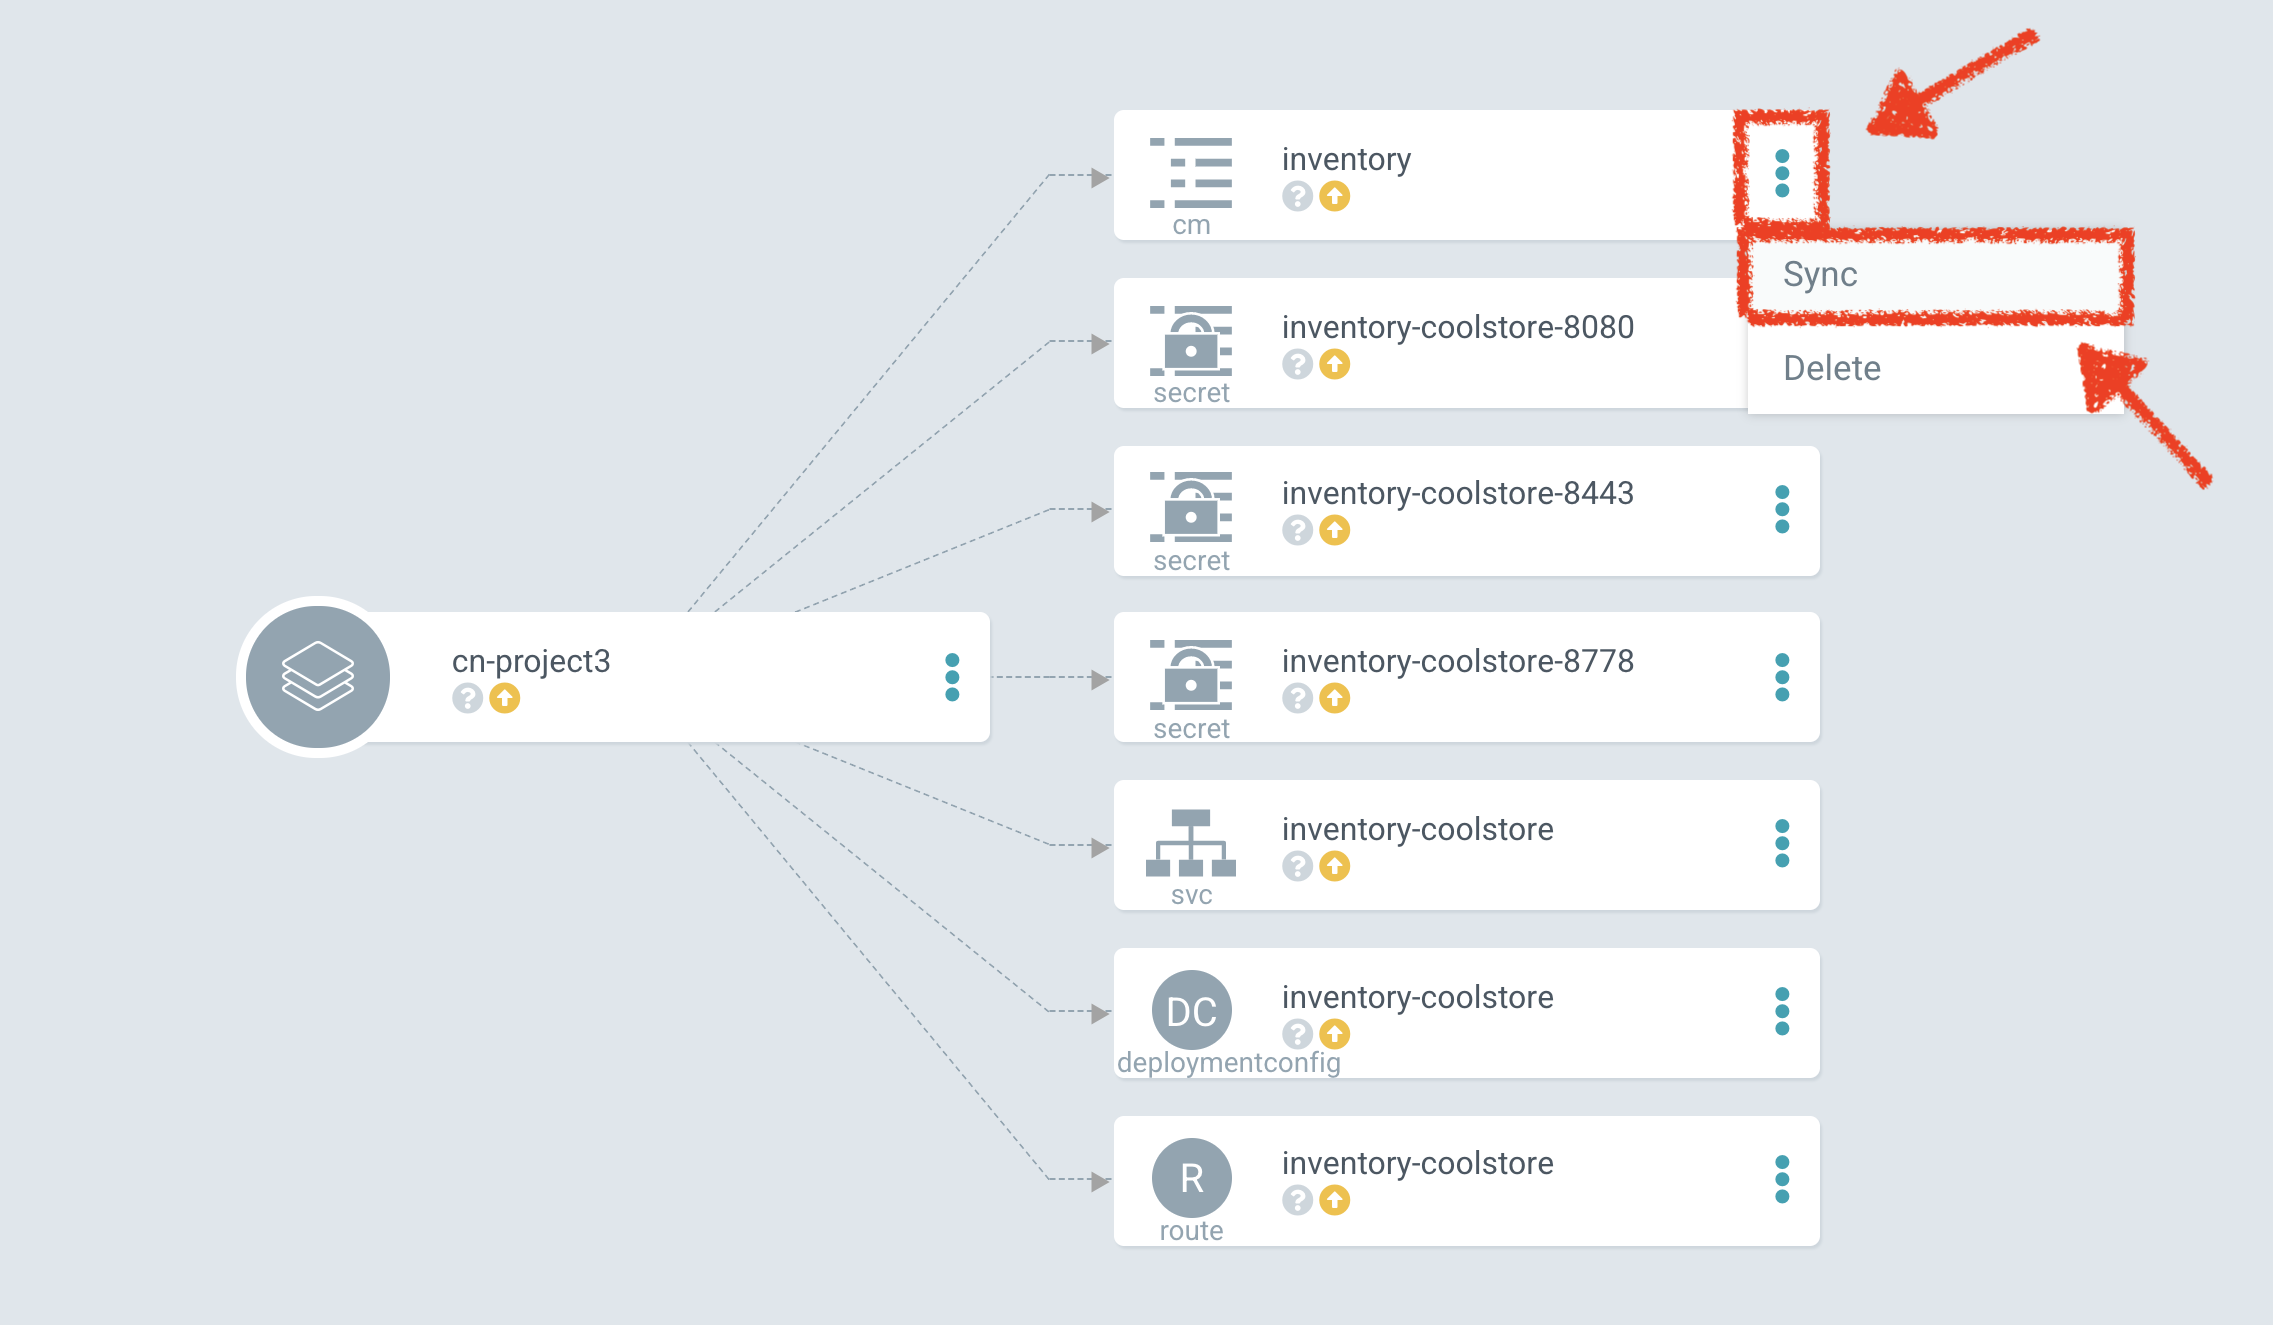 inventory
cm
Sync
inventory-coolstore-8080
secret
Delete
inventory-coolstore-8443
secret
cn-project3
inventory-coolstore-8778
secret
inventory-coolstore
svc
DC
inventory-coolstore
deploymentconfig
R
inventory-coolstore
route